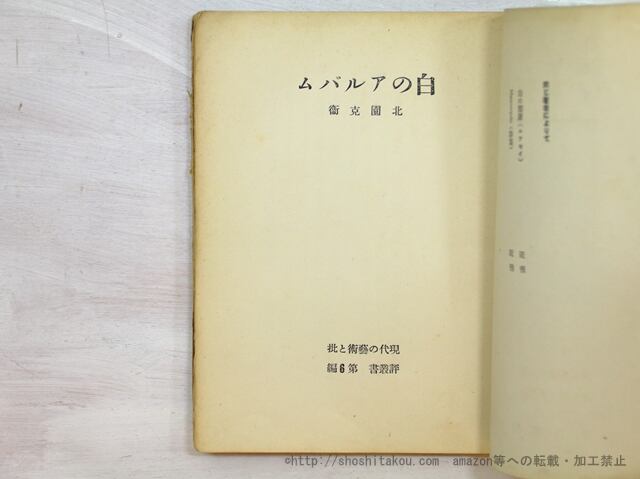 白のアルバム
北園克衛
現代の藝術と批
評叢書 第6編
©http://shoshitakou.com amazon等への転載・加工禁止